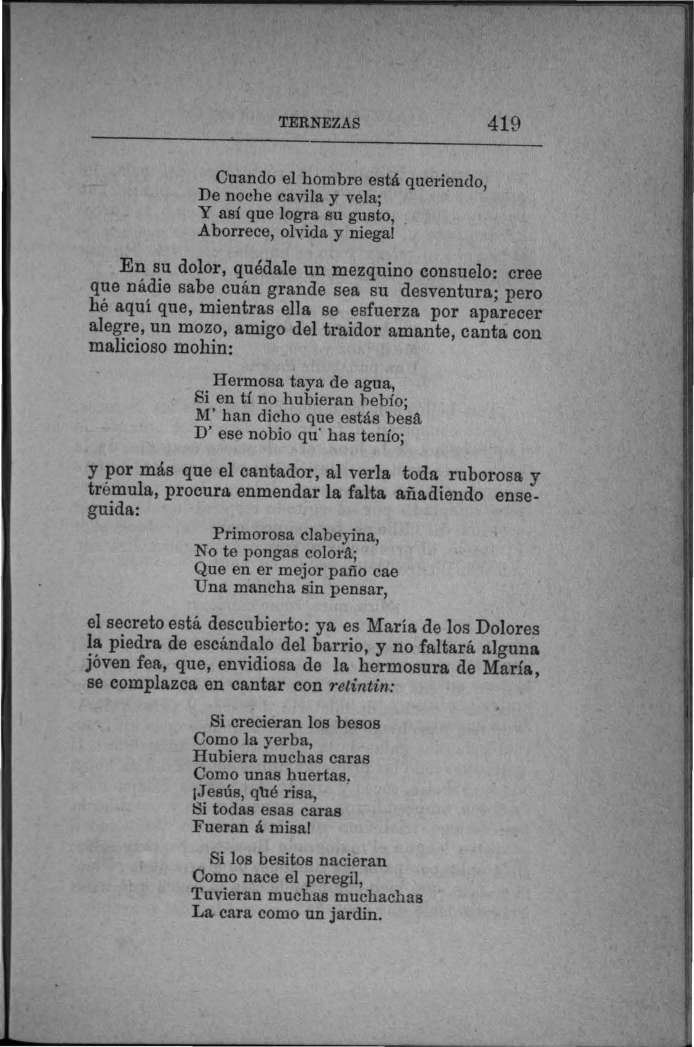 TERNEZAS 419
Cuando el hombre está queriendo,
De noche cavila y vela;
Y así que logra su gusto,
Aborrece, olvida y niega!
En su dolor, quédale un mezquino consuelo: cree
que nádie sabe cuán grande sea su desventura; pero
hé aquí que, mientras ella se esfuerza por aparecer
alegre, un mozo, amigo del traidor amante, canta con
malicioso mohin:
Hermosa taya de agua,
Si en tí no hubieran bebío;
M' han dicho que estás besâ
D' ese nobio qu' has tenío;
y por más que el cantador, al verla toda ruborosa y
trémula, procura enmendar la falta añadiendo ense-
guida:
Primorosa clabeyina,
No te pongas colorâ;
Que en er mejor paño cae
Una mancha sin pensar,
el secreto está descubierto: ya es María de los Dolores
la piedra de escándalo del barrio, y no faltará alguna
jóven fea, que, envidiosa de la hermosura de María,
se complazca en cantar con retintin:
Si crecieran los besos
Como la yerba,
Hubiera muchas caras
Como unas huertas.
¡Jesús, qué risa,
Si todas esas caras
Fueran á misa!
Si los besitos nacieran
Como nace el peregil,
Tuvieran muchas muchachas
La cara como un jardin.